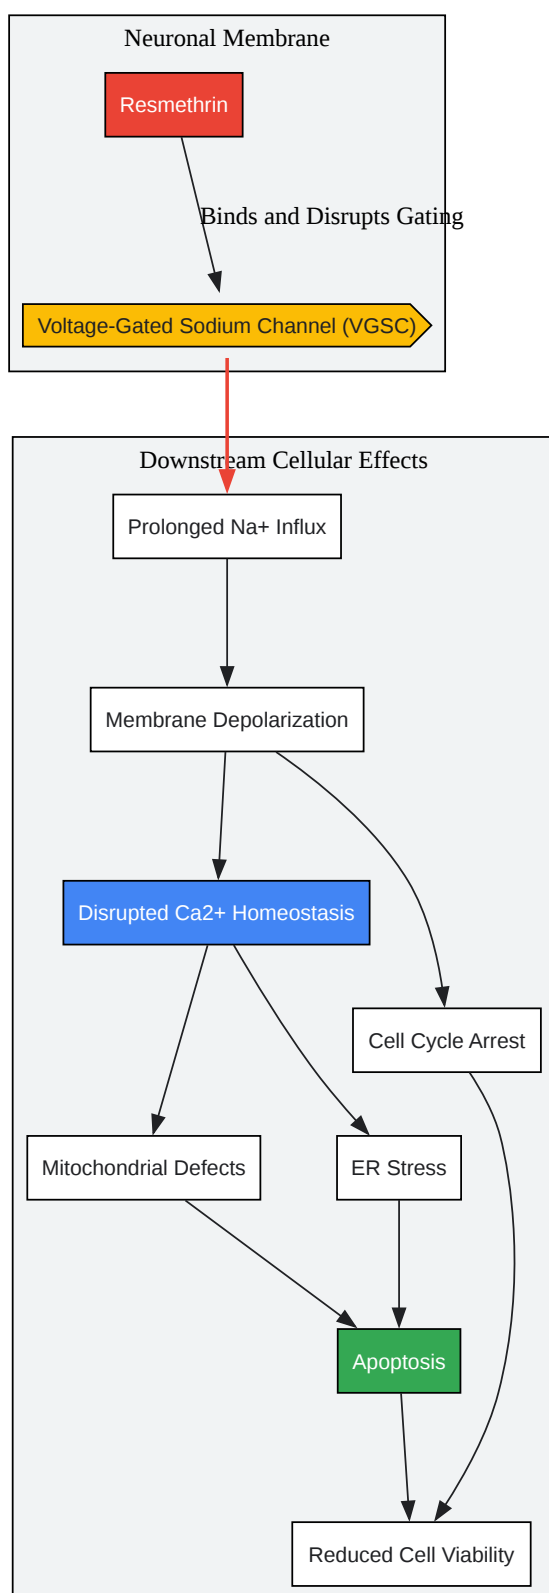 Neuronal Membrane
Resmethrin
Binds and Disrupts Gating
Voltage-Gated Sodium Channel (VGSC)
Downstream Cellular Effects
Prolonged Na+ Influx
Membrane Depolarization
Disrupted Ca2+ Homeostasis
Cell Cycle Arrest
Mitochondrial Defects
ER Stress
Apoptosis
Reduced Cell Viability